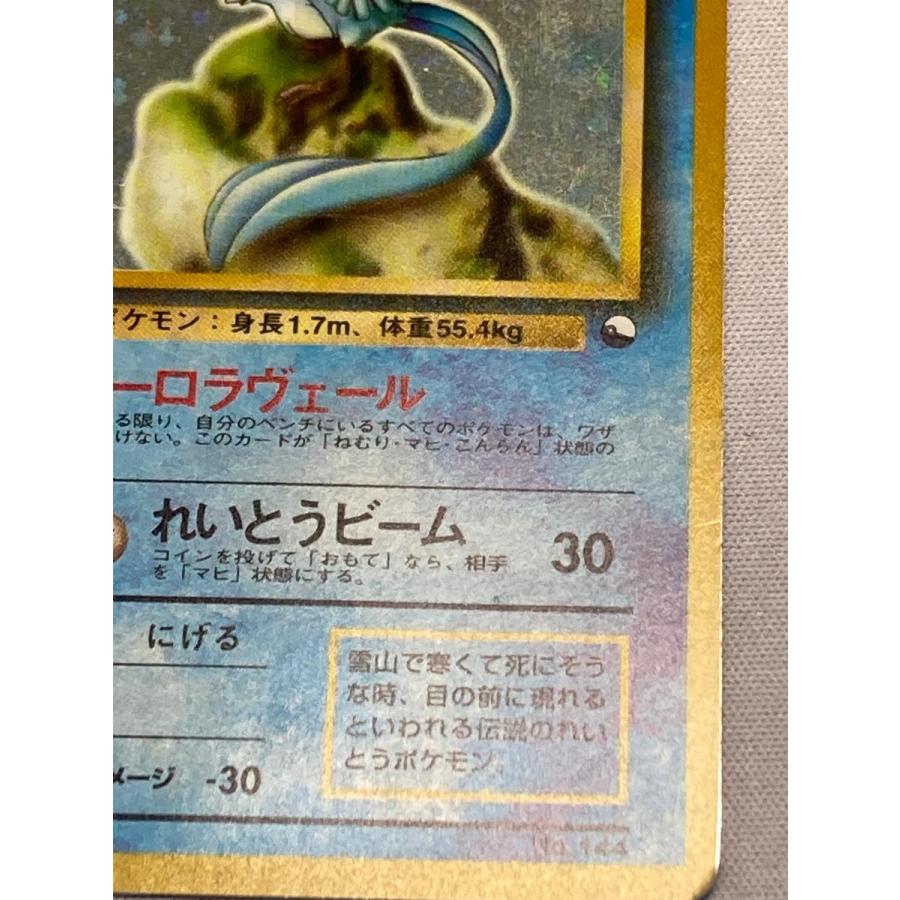 ポケモン：身長1.7m、体重55.4kg
ーロラヴェール
る限り、自分のベンチにいるすべてのポケモンは、ワザ
けない。このカードが「ねむり・マヒ・こんらん」状態の
れいとうビーム 30
コインを投げて「おもて」なら、相手
を「マヒ」状態にする。
にげる
雪山で寒くて死にそう
な時、目の前に現れる
といわれる伝説のれい
とうポケモン。
メージ -30
No.144